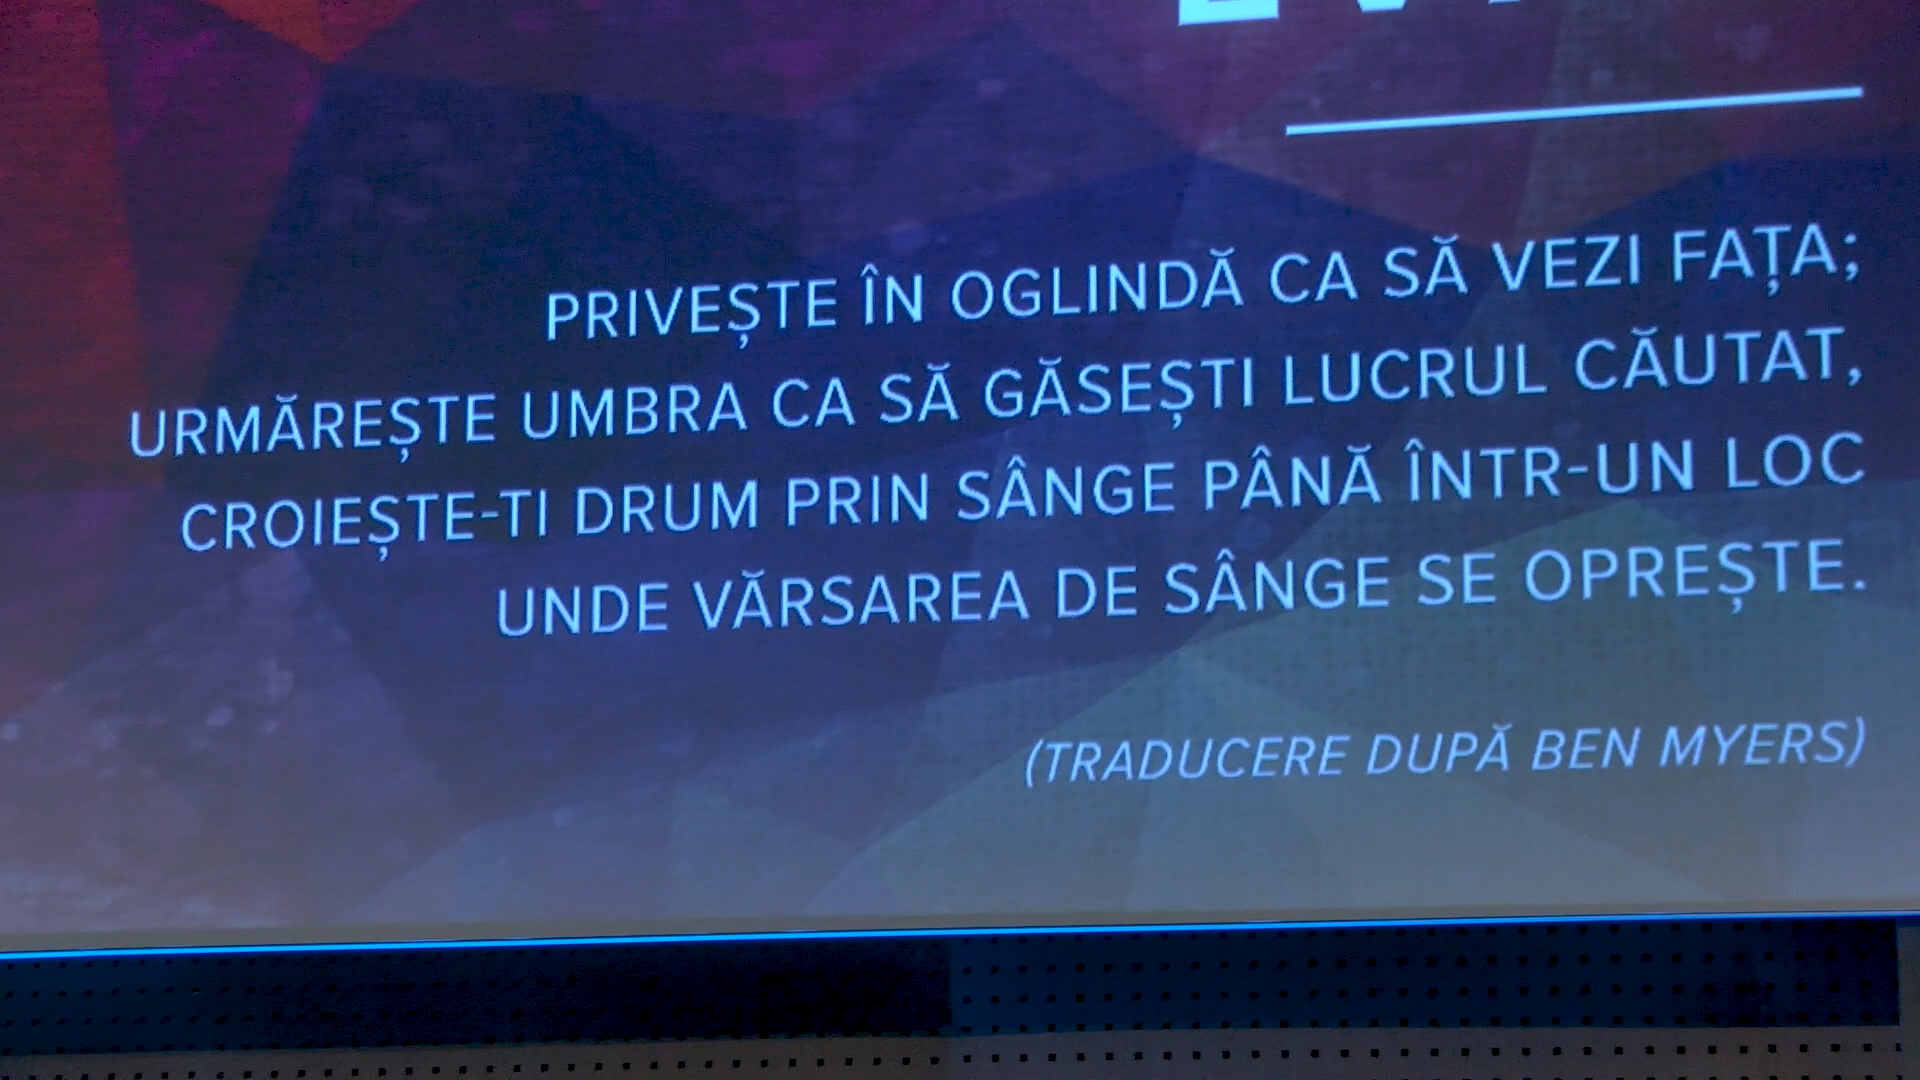 PRIVEȘTE ÎN OGLINDĂ CA SĂ VEZI FAȚA;
URMĂREȘTE UMBRA CA SĂ GĂSEȘTI LUCRUL CĂUTAT,
CROIEȘTE-TI DRUM PRIN SÂNGE PÂNĂ ÎNTR-UN LOC
UNDE VĂRSAREA DE SÂNGE SE OPREȘTE.
(TRADUCERE DUPĂ BEN MYERS)